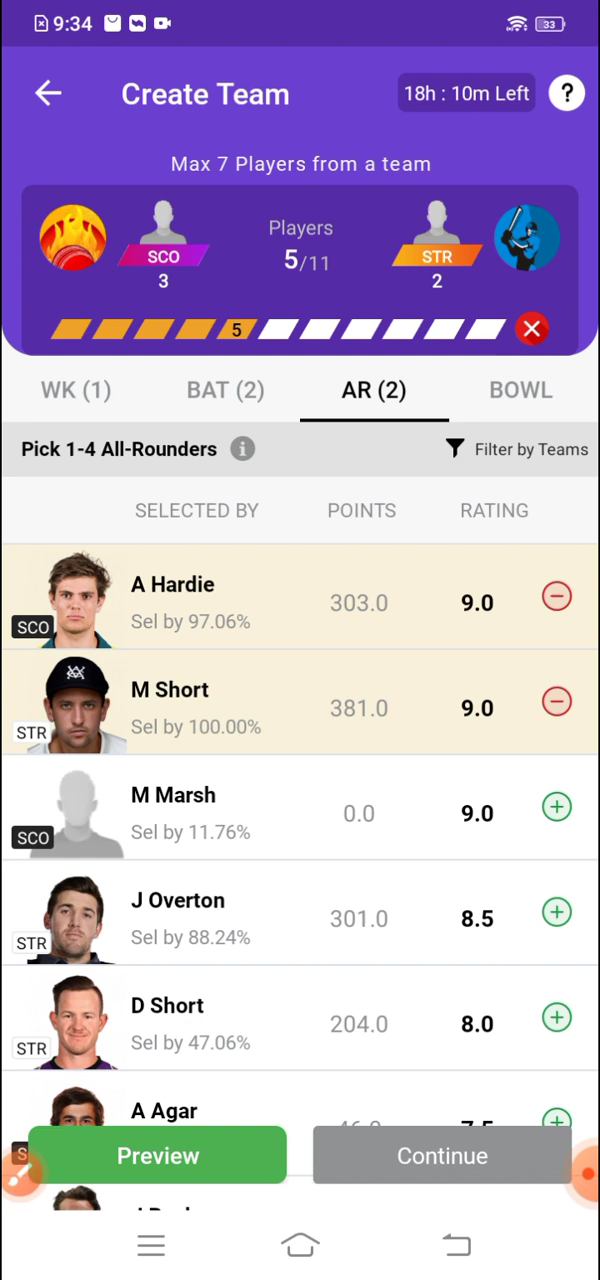 9:34
33
Create Team
18h : 10m Left
?
Max 7 Players from a team
SCO
3
Players
5/11
STR
2
5
WK (1)
BAT (2)
AR (2)
BOWL
Pick 1-4 All-Rounders
i
Filter by Teams
SELECTED BY
POINTS
RATING
A Hardie
Sel by 97.06%
SCO
303.0
9.0
M Short
Sel by 100.00%
STR
381.0
9.0
M Marsh
Sel by 11.76%
SCO
0.0
9.0
J Overton
Sel by 88.24%
STR
301.0
8.5
D Short
Sel by 47.06%
STR
204.0
8.0
A Agar
Preview
Continue